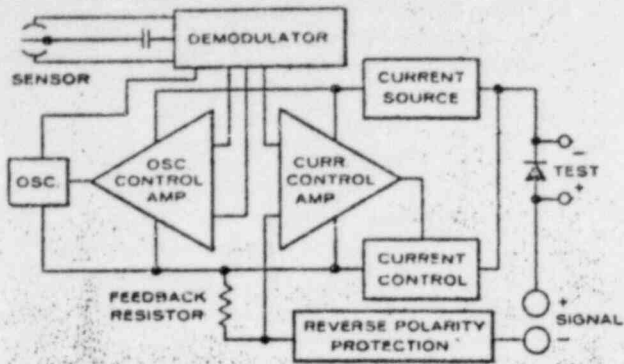 DEMODULATOR
SENSOR
CURRENT
SOURCE
−
TEST
+
OSC.
OSC
CONTROL
AMP
CURR
CONTROL
AMP
CURRENT
CONTROL
FEEDBACK
RESISTOR
+
SIGNAL
−
REVERSE POLARITY
PROTECTION